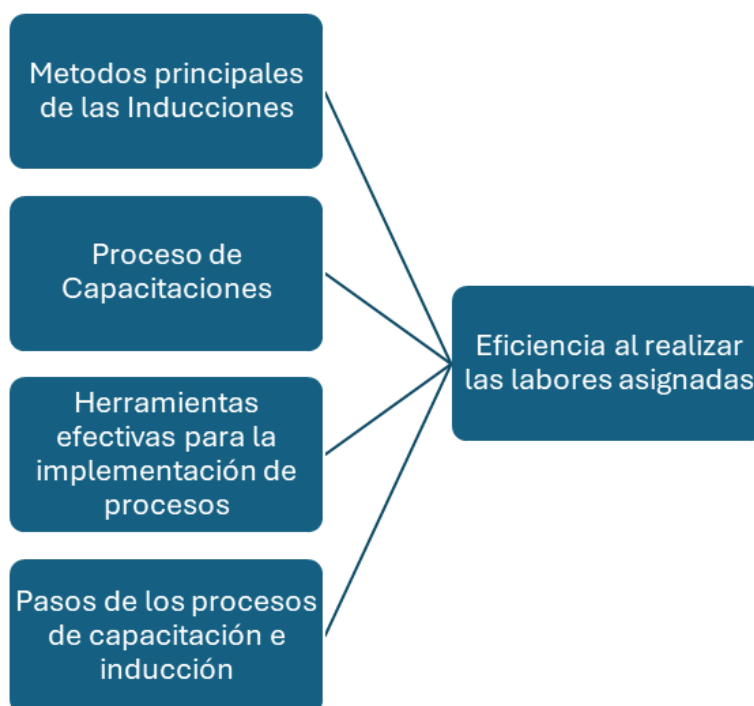 Metodos principales
de las Inducciones
Proceso de
Capacitaciones
Herramientas
efectivas para la
implementación de
procesos
Pasos de los procesos
de capacitación e
inducción
Eficiencia al realizar
las labores asignadas